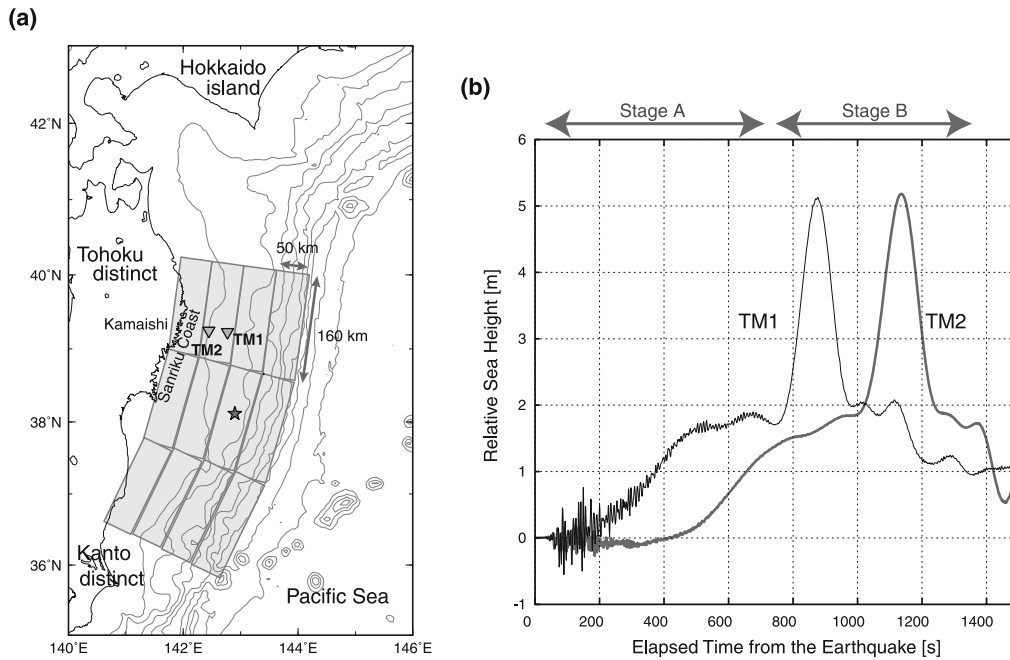 (a)
Hokkaido
island
42˚N
50 km
Tohoku
distinct
40˚N
Kamaishi
TM1
160 km
TM2
Sanriku Coast
38˚N
Kanto
distinct
36˚N
Pacific Sea
140˚E
142˚E
144˚E
146˚E
(b)
Stage A
Stage B
6
5
4
3
2
1
0
-1
Relative Sea Height [m]
TM1
TM2
0
200
400
600
800
1000
1200
1400
Elapsed Time from the Earthquake [s]